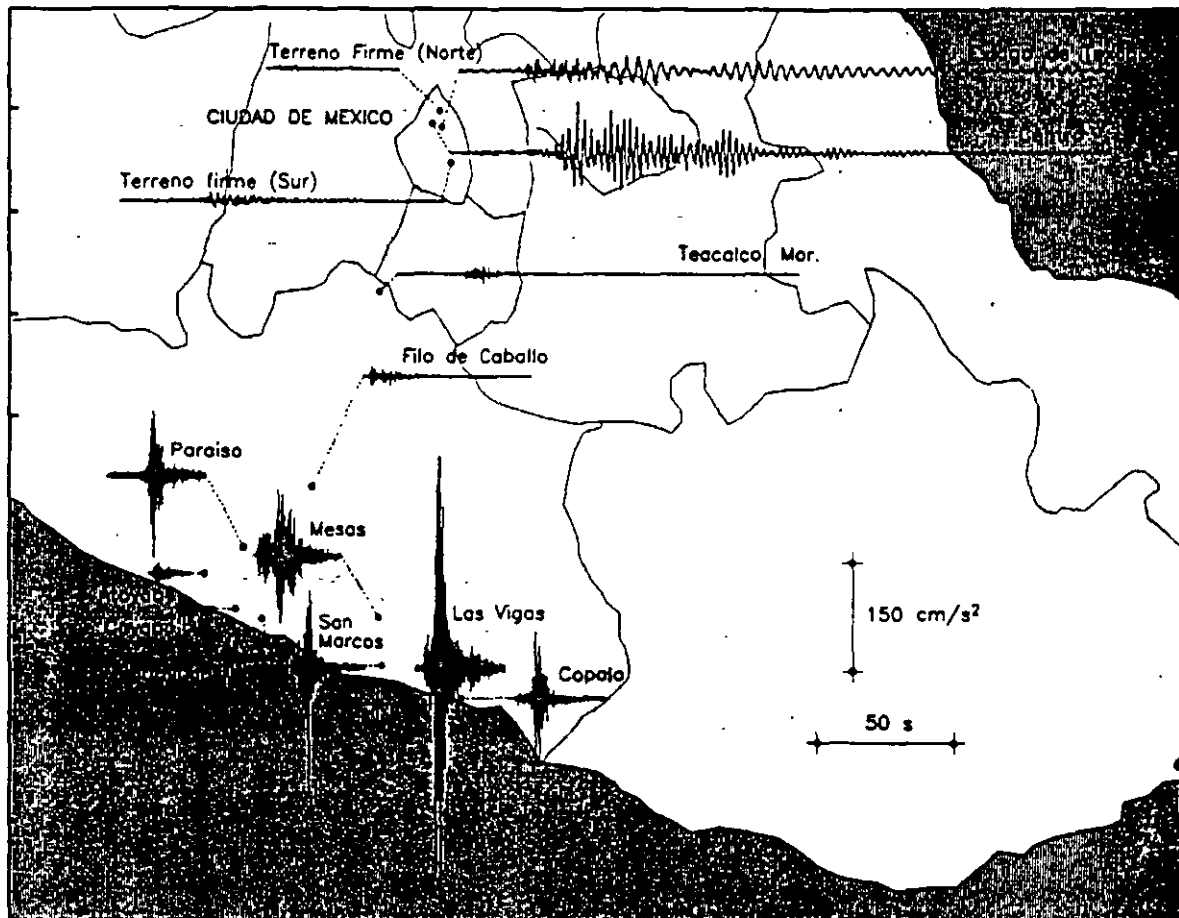 Terreno Firme (Norte)
CIUDAD DE MEXICO
Terreno firme (Sur)
Teacalco Mor.
Filo de Caballo
Paraiso
Mesas
San
Marcos
Las Vigas
Copala
150 cm/s²
50 s